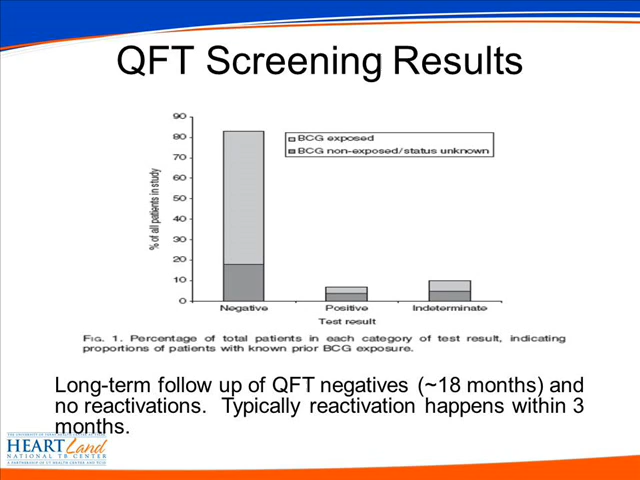 QFT Screening Results
90
80
70
60
50
40
30
20
10
0
% of all patients in study
BCG exposed
BCG non-exposed/status unknown
Negative Positive Indeterminate
Test result
FIG. 1. Percentage of total patients in each category of test result, indicating
proportions of patients with known prior BCG exposure.
Long-term follow up of QFT negatives (~18 months) and
no reactivations. Typically reactivation happens within 3
months.
HEARTLand
NATIONAL TB CENTER